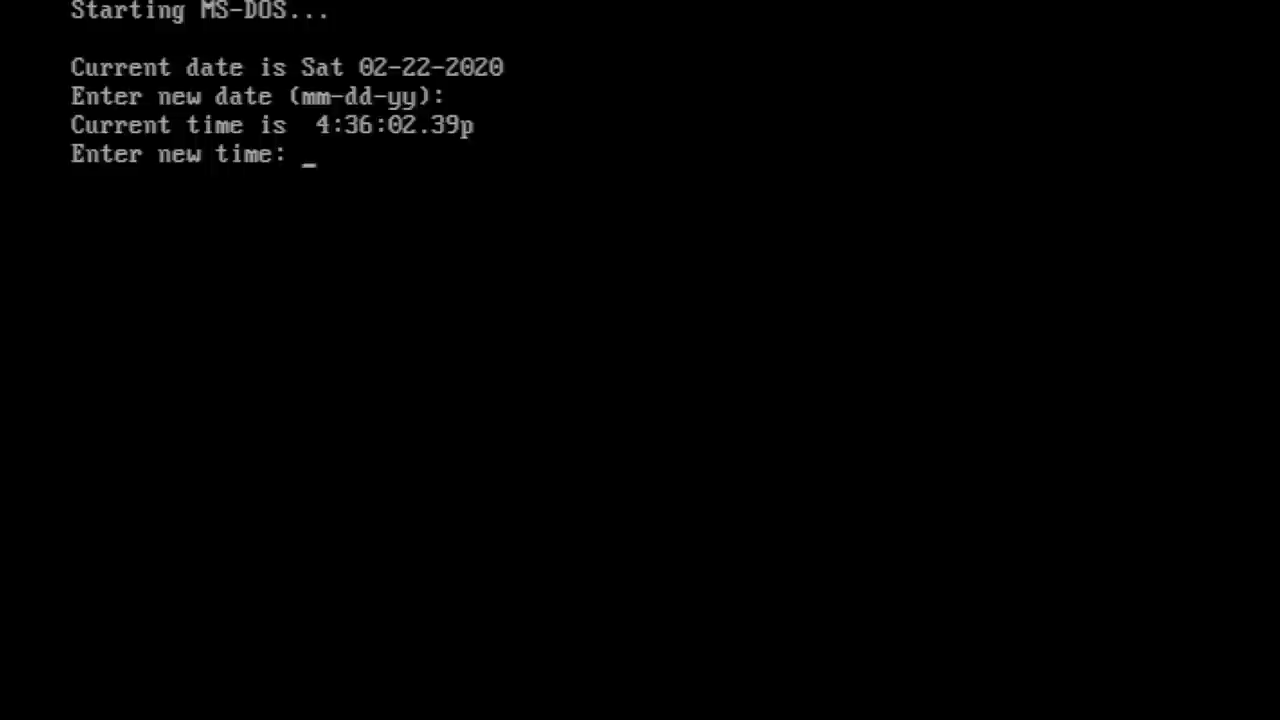 Starting MS-DOS...
Current date is Sat 02-22-2020
Enter new date (mm-dd-yy):
Current time is  4:36:02.39p
Enter new time: _